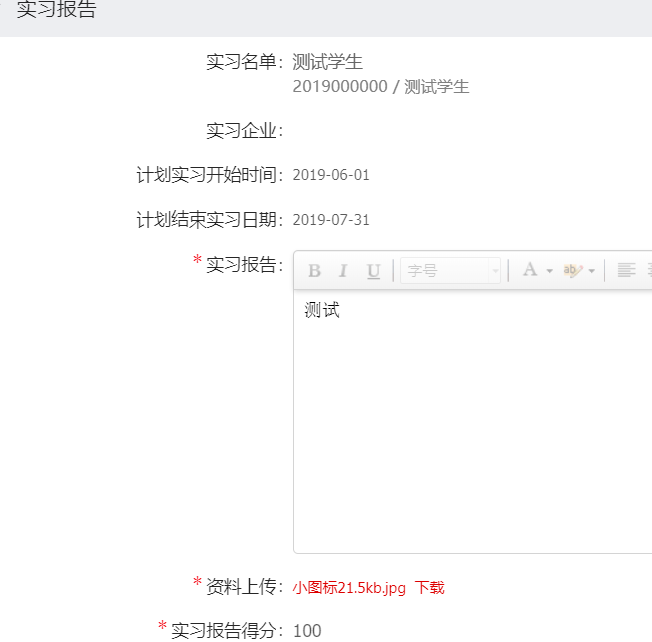 实习报告
实习名单: 测试学生
2019000000 / 测试学生
实习企业:
计划实习开始时间: 2019-06-01
计划结束实习日期: 2019-07-31
*实习报告:
B I U 字号 A ab
测试
*资料上传: 小图标21.5kb.jpg 下载
*实习报告得分: 100